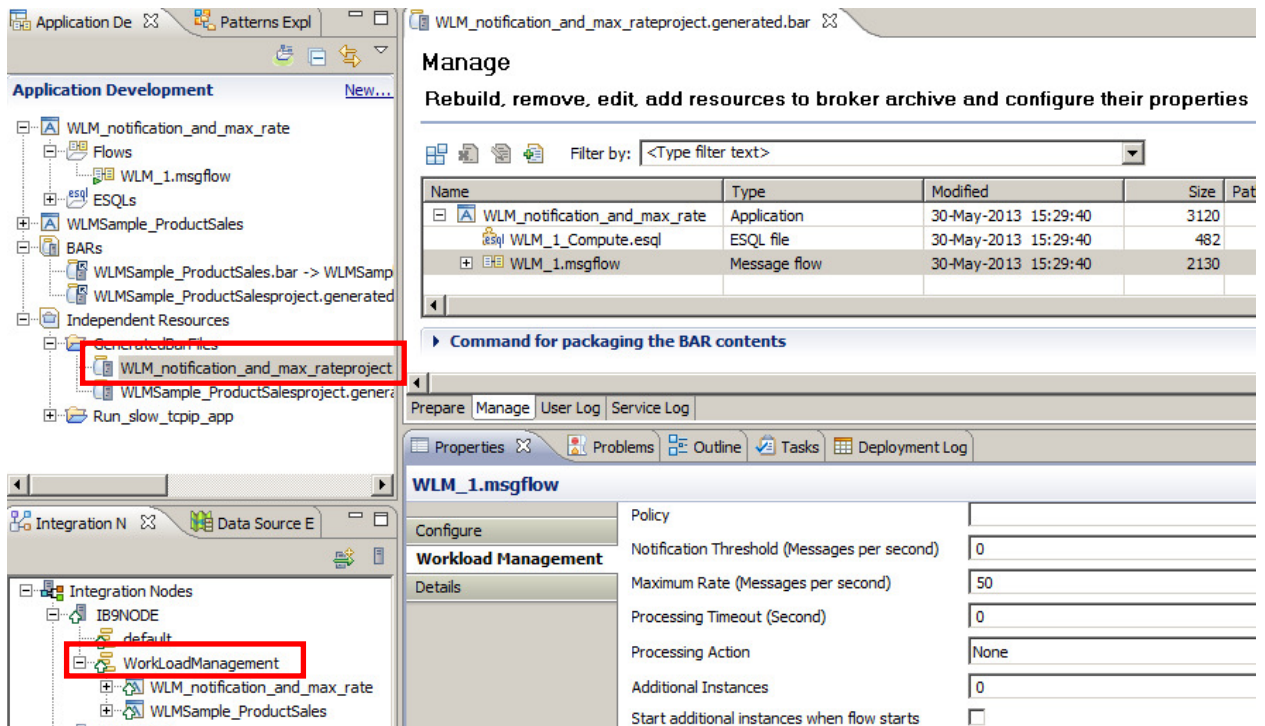 Application De
Patterns Expl
Application Development New...
WLM_notification_and_max_rate
Flows
WLM_1.msgflow
esql ESQLs
WLMSample_ProductSales
BARs
WLMSample_ProductSales.bar -> WLMSamp
WLMSample_ProductSalesproject.generated
Independent Resources
GeneratedBarFiles
WLM_notification_and_max_rateproject
WLMSample_ProductSalesproject.genera
Run_slow_tcpip_app
Integration N
Data Source E
Integration Nodes
IB9NODE
default
WorkLoadManagement
WLM_notification_and_max_rate
WLMSample_ProductSales
WLM_notification_and_max_rateproject.generated.bar
Manage
Rebuild, remove, edit, add resources to broker archive and configure their properties
Filter by: <Type filter text>
Name Type Modified Size Pat
WLM_notification_and_max_rate Application 30-May-2013 15:29:40 3120
esql WLM_1_Compute.esql ESQL file 30-May-2013 15:29:40 482
WLM_1.msgflow Message flow 30-May-2013 15:29:40 2130
Command for packaging the BAR contents
Prepare Manage User Log Service Log
Properties Problems Outline Tasks Deployment Log
WLM_1.msgflow
Configure
Workload Management
Details
Policy
Notification Threshold (Messages per second) 0
Maximum Rate (Messages per second) 50
Processing Timeout (Second) 0
Processing Action None
Additional Instances 0
Start additional instances when flow starts